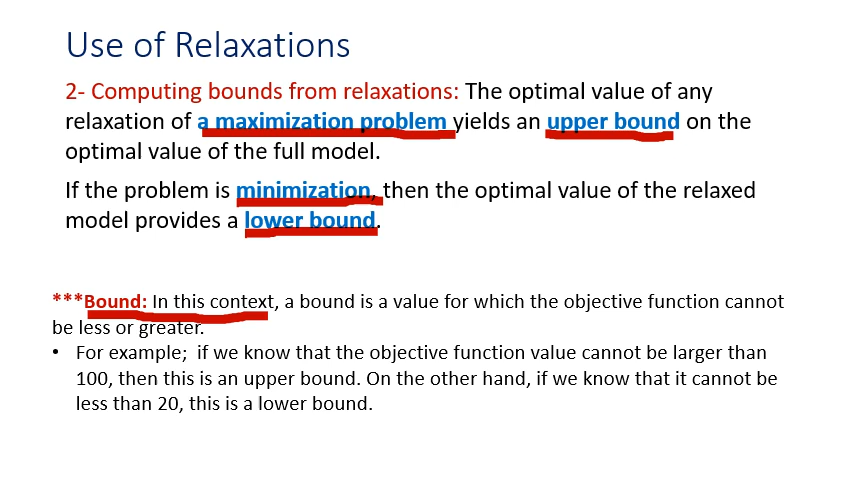 Use of Relaxations
2- Computing bounds from relaxations: The optimal value of any
relaxation of a maximization problem yields an upper bound on the
optimal value of the full model.
If the problem is minimization, then the optimal value of the relaxed
model provides a lower bound.
***Bound: In this context, a bound is a value for which the objective function cannot
be less or greater.
• For example; if we know that the objective function value cannot be larger than
100, then this is an upper bound. On the other hand, if we know that it cannot be
less than 20, this is a lower bound.